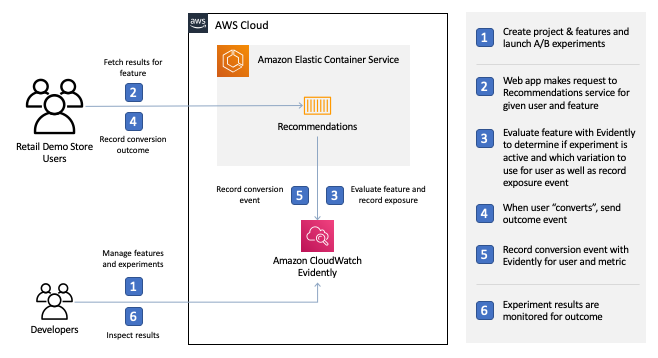 aws
AWS Cloud
Amazon Elastic Container Service
Recommendations
Fetch results for
feature
2
4
Record conversion
outcome
Retail Demo Store
Users
Record conversion
event
5
3
Evaluate feature and
record exposure
Amazon CloudWatch
Evidently
Manage features
and experiments
1
6
Inspect results
Developers
1
Create project & features and
launch A/B experiments
2
Web app makes request to
Recommendations service for
given user and feature
3
Evaluate feature with Evidently
to determine if experiment is
active and which variation to
use for user as well as record
exposure event
4
When user “converts”, send
outcome event
5
Record conversion event with
Evidently for user and metric
6
Experiment results are
monitored for outcome